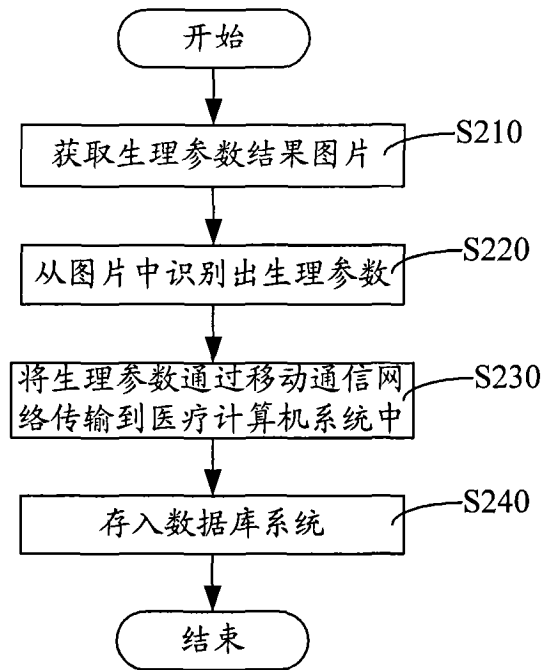 开始
获取生理参数结果图片
S210
从图片中识别出生理参数
S220
将生理参数通过移动通信网
络传输到医疗计算机系统中
S230
存入数据库系统
S240
结束